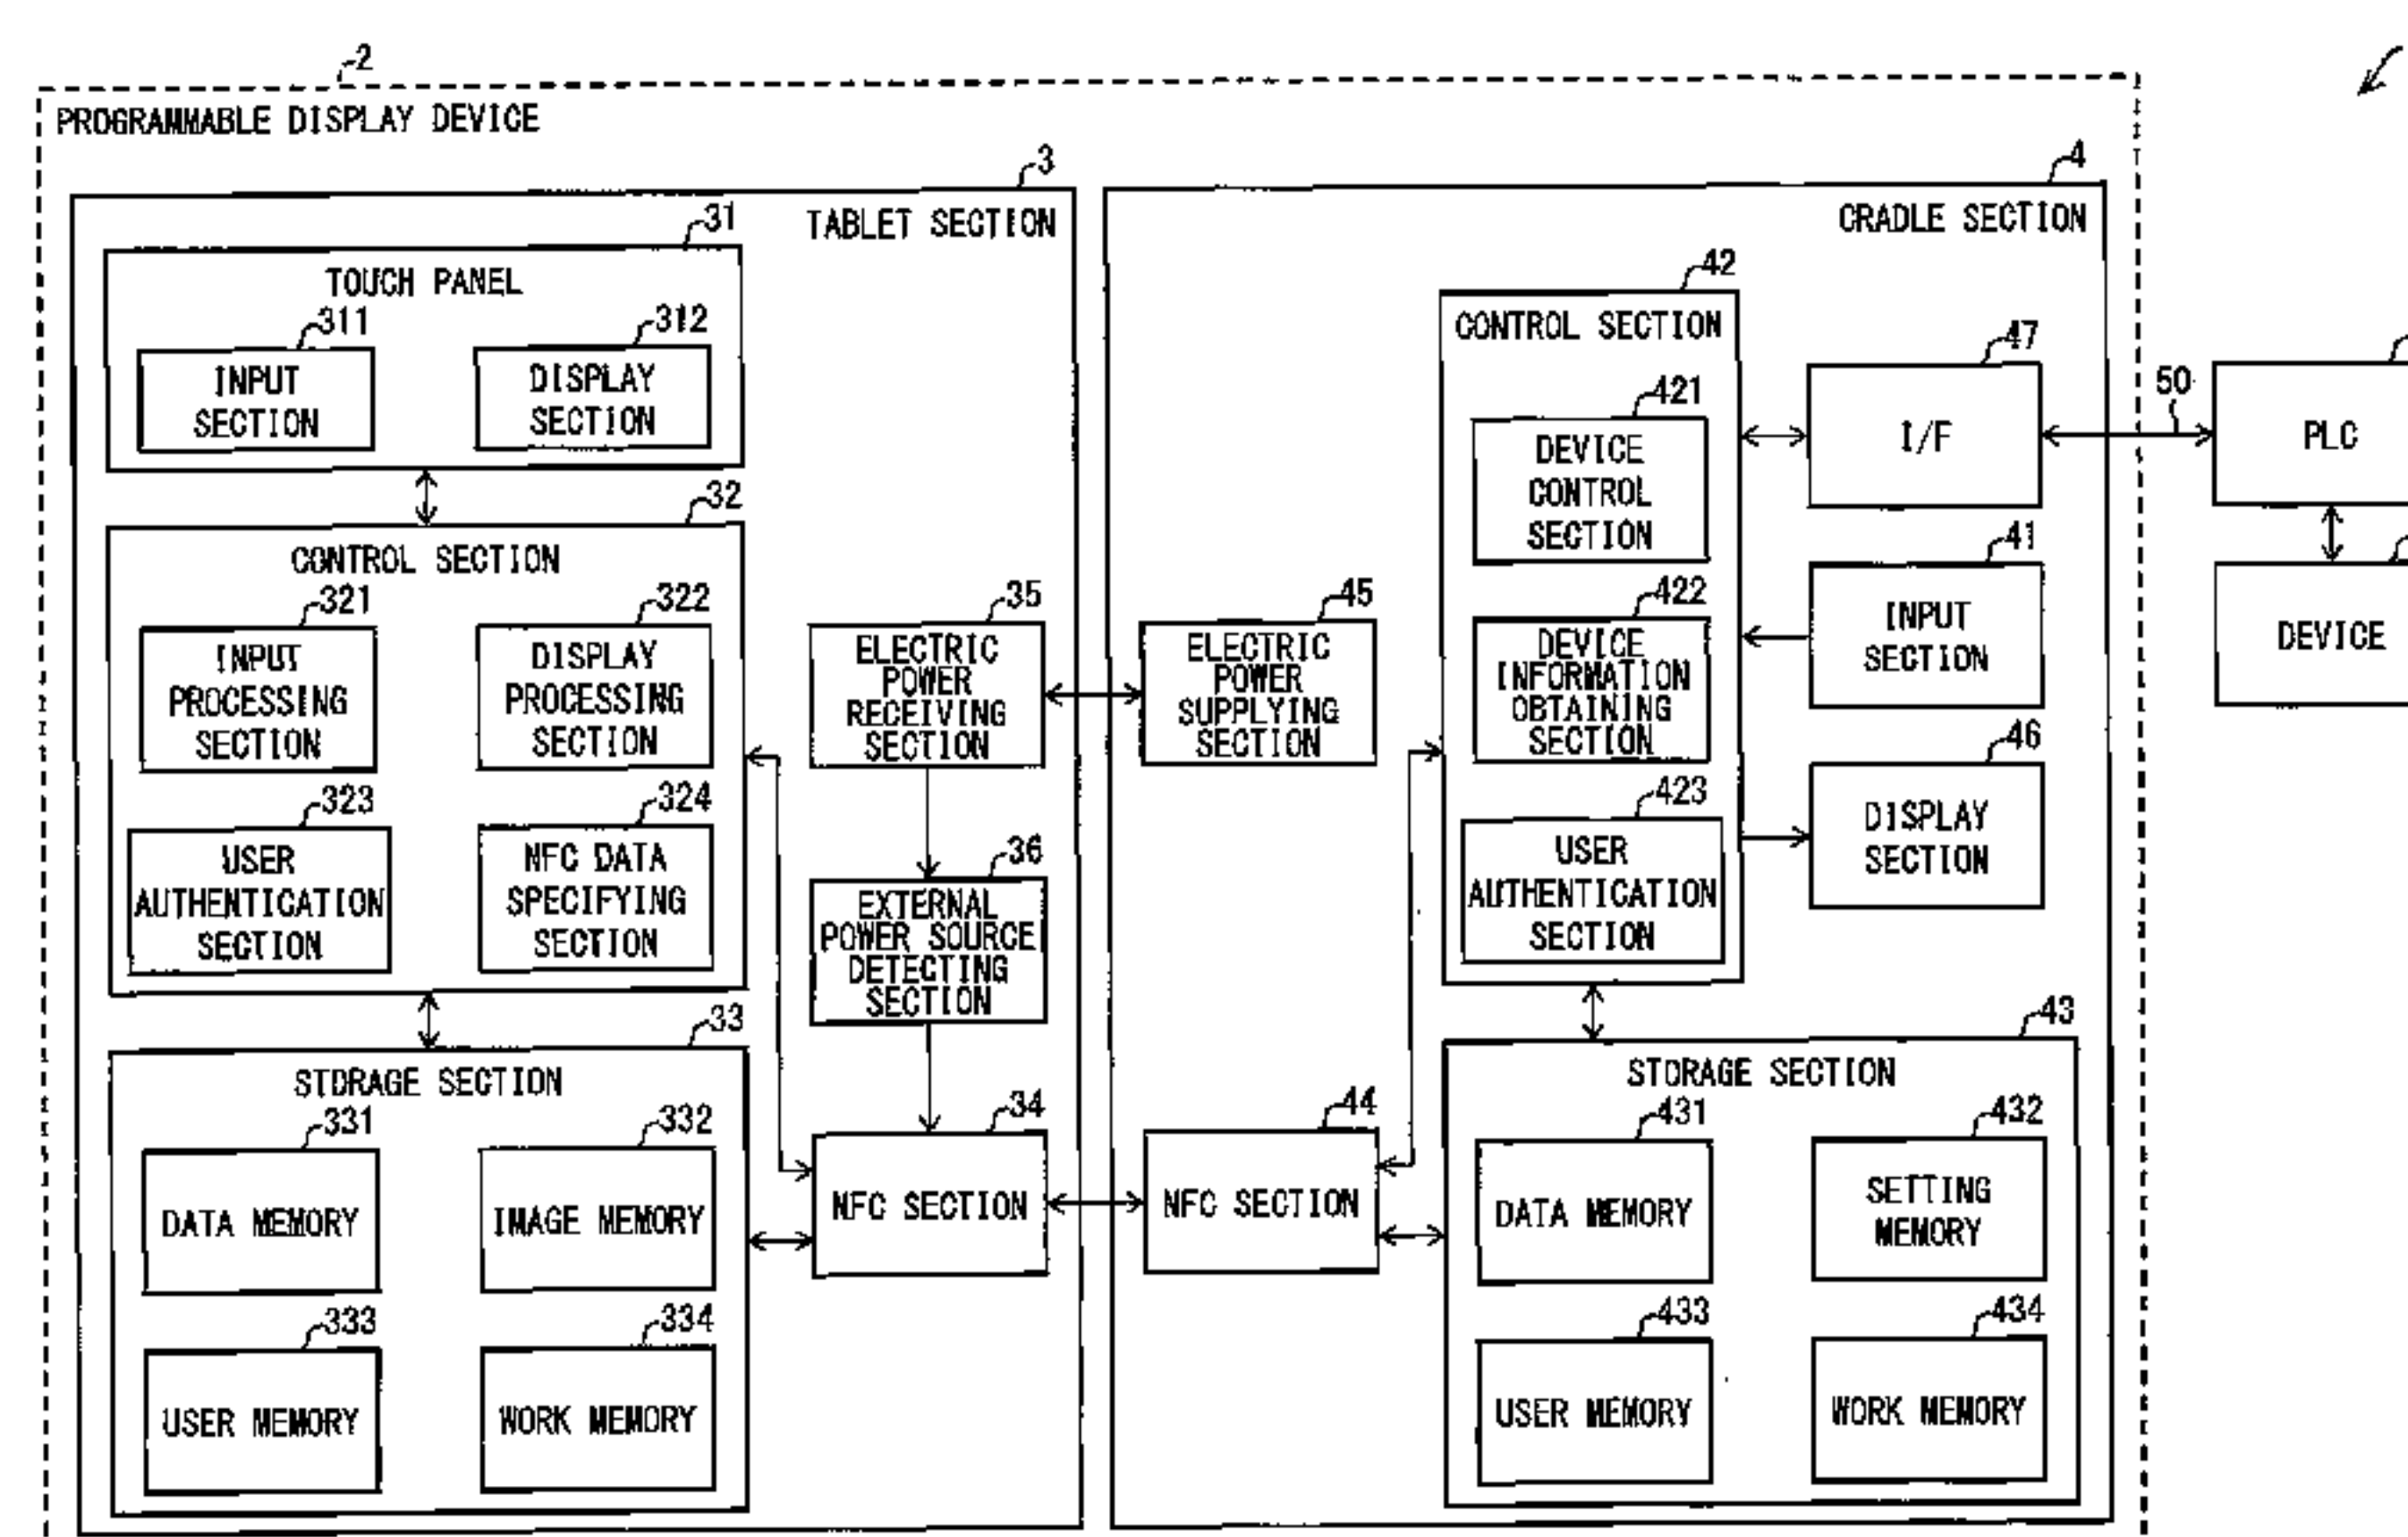 2
PROGRAMMABLE DISPLAY DEVICE
3
TABLET SECTION
31
TOUCH PANEL
311
INPUT
SECTION
312
DISPLAY
SECTION
32
CONTROL SECTION
321
INPUT
PROCESSING
SECTION
322
DISPLAY
PROCESSING
SECTION
323
USER
AUTHENTICATION
SECTION
324
NFC DATA
SPECIFYING
SECTION
33
STORAGE SECTION
331
DATA MEMORY
332
IMAGE MEMORY
333
USER MEMORY
334
WORK MEMORY
35
ELECTRIC
POWER
RECEIVING
SECTION
36
EXTERNAL
POWER SOURCE
DETECTING
SECTION
34
NFC SECTION
4
CRADLE SECTION
45
ELECTRIC
POWER
SUPPLYING
SECTION
44
NFC SECTION
42
CONTROL SECTION
421
DEVICE
CONTROL
SECTION
422
DEVICE
INFORMATION
OBTAINING
SECTION
423
USER
AUTHENTICATION
SECTION
47
I/F
41
INPUT
SECTION
46
DISPLAY
SECTION
43
STORAGE SECTION
431
DATA MEMORY
432
SETTING
MEMORY
433
USER MEMORY
434
WORK MEMORY
50
PLC
DEVICE